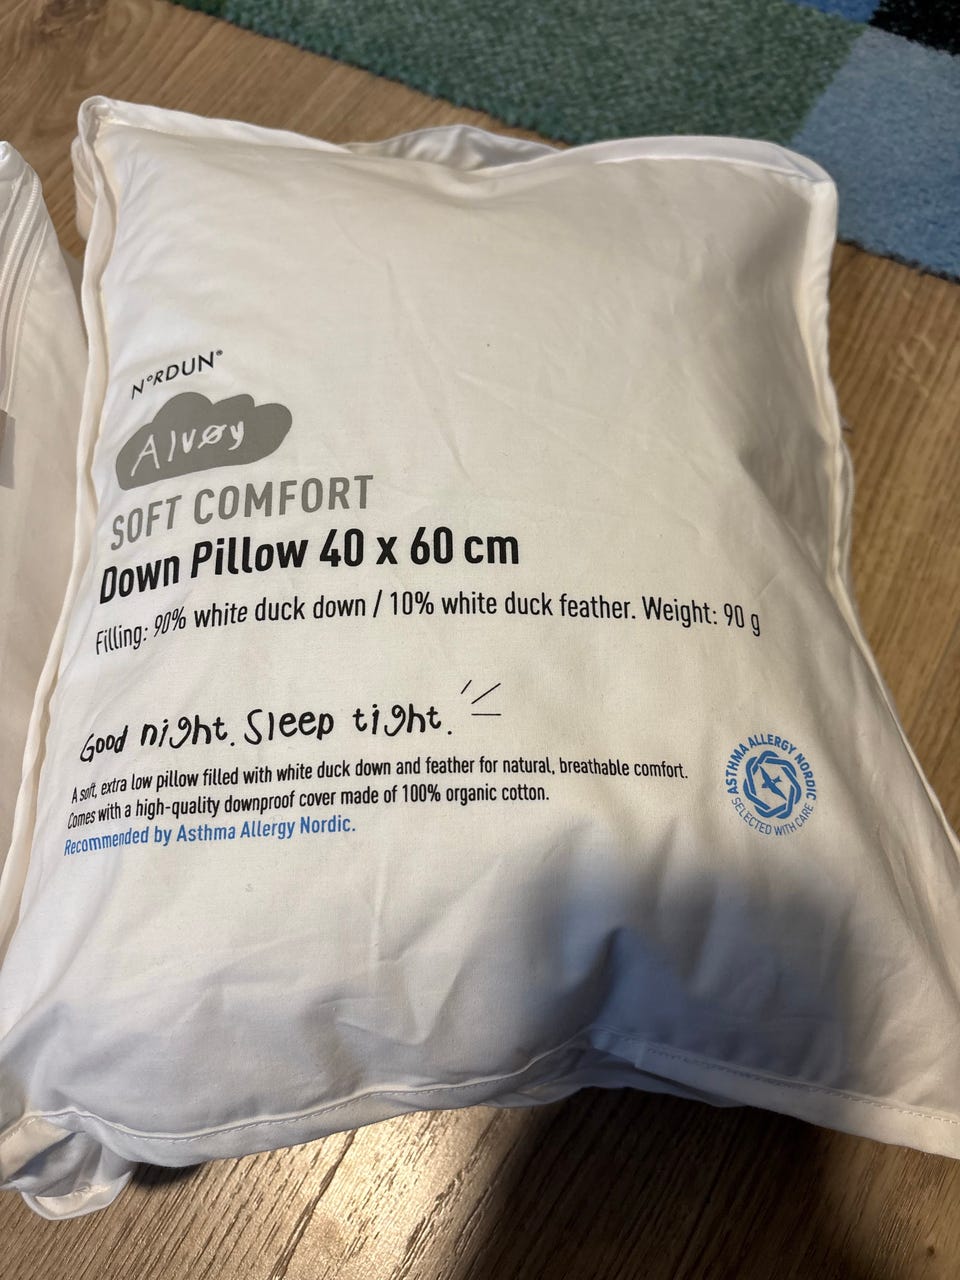 N°RDUN®
Alvøy
SOFT COMFORT
Down Pillow 40 x 60 cm
Filling: 90% white duck down / 10% white duck feather. Weight: 90 g
Good night. Sleep tight.
A soft, extra low pillow filled with white duck down and feather for natural, breathable comfort.
Comes with a high-quality downproof cover made of 100% organic cotton.
Recommended by Asthma Allergy Nordic.
ASTHMA ALLERGY NORDIC
SELECTED WITH CARE